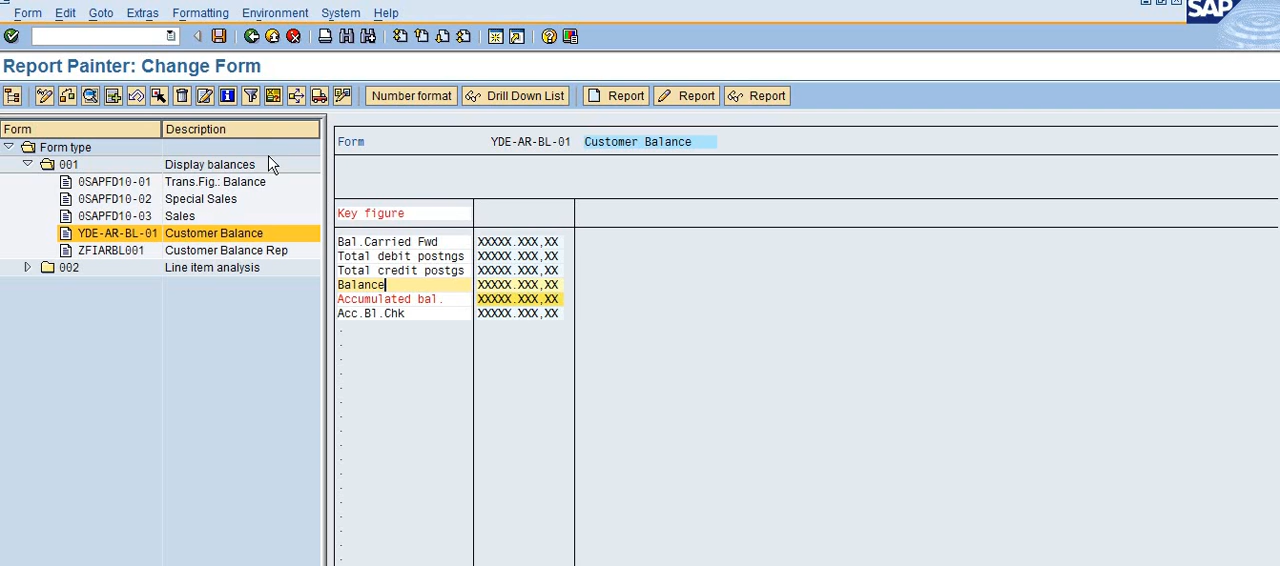 Form Edit Goto Extras Formatting Environment System Help
SAP
Report Painter: Change Form
Number format Drill Down List Report Report Report
Form Description
Form type
001 Display balances
0SAPFD10-01 Trans.Fig.: Balance
0SAPFD10-02 Special Sales
0SAPFD10-03 Sales
YDE-AR-BL-01 Customer Balance
ZFIARBL001 Customer Balance Rep
002 Line item analysis
Form YDE-AR-BL-01 Customer Balance
Key figure
Bal.Carried Fwd XXXXX.XXX,XX
Total debit postngs XXXXX.XXX,XX
Total credit postgs XXXXX.XXX,XX
Balance XXXXX.XXX,XX
Accumulated bal. XXXXX.XXX,XX
Acc.Bl.Chk XXXXX.XXX,XX